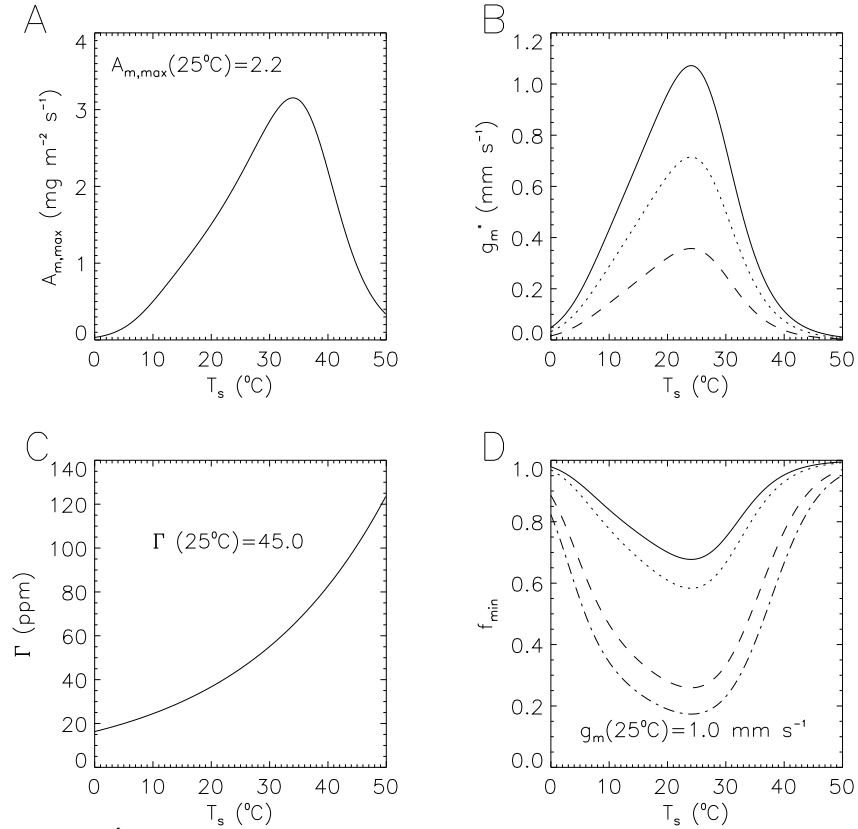 A
A_m,max(25°C)=2.2
4
3
2
1
0
A_m,max (mg m⁻² s⁻¹)
0 10 20 30 40 50
T_s (°C)
B
1.2
1.0
0.8
0.6
0.4
0.2
0.0
g_m* (mm s⁻¹)
0 10 20 30 40 50
T_s (°C)
C
Γ (25°C)=45.0
140
120
100
80
60
40
20
0
Γ (ppm)
0 10 20 30 40 50
T_s (°C)
D
1.0
0.8
0.6
0.4
0.2
0.0
f_min
g_m(25°C)=1.0 mm s⁻¹
0 10 20 30 40 50
T_s (°C)